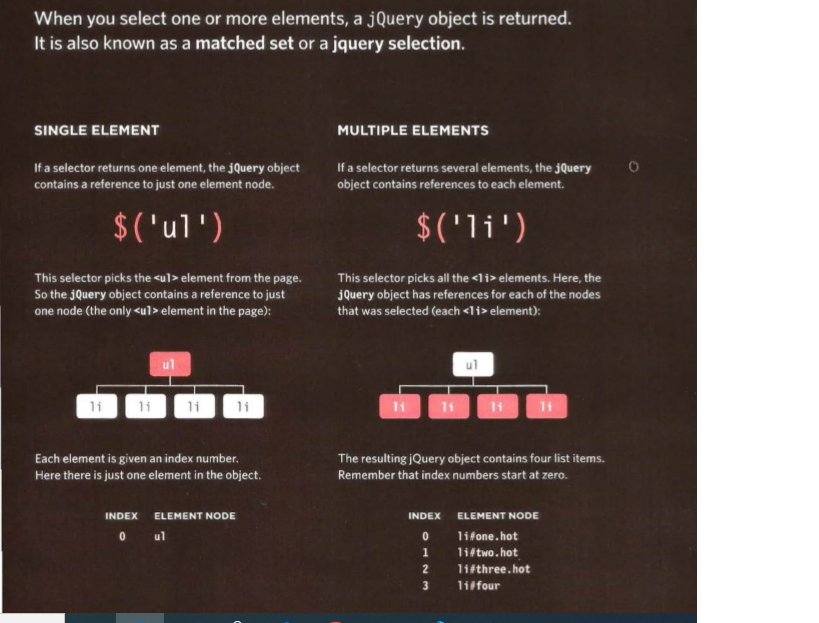 When you select one or more elements, a jQuery object is returned.
It is also known as a matched set or a jquery selection.
SINGLE ELEMENT
If a selector returns one element, the jQuery object
contains a reference to just one element node.
$('ul')
This selector picks the <ul> element from the page.
So the jQuery object contains a reference to just
one node (the only <ul> element in the page):
ul
li li li li
Each element is given an index number.
Here there is just one element in the object.
INDEX ELEMENT NODE
0 ul
MULTIPLE ELEMENTS
If a selector returns several elements, the jQuery
object contains references to each element.
$('li')
This selector picks all the <li> elements. Here, the
jQuery object has references for each of the nodes
that was selected (each <li> element):
ul
li li li li
The resulting jQuery object contains four list items.
Remember that index numbers start at zero.
INDEX ELEMENT NODE
0 li#one.hot
1 li#two.hot
2 li#three.hot
3 li#four